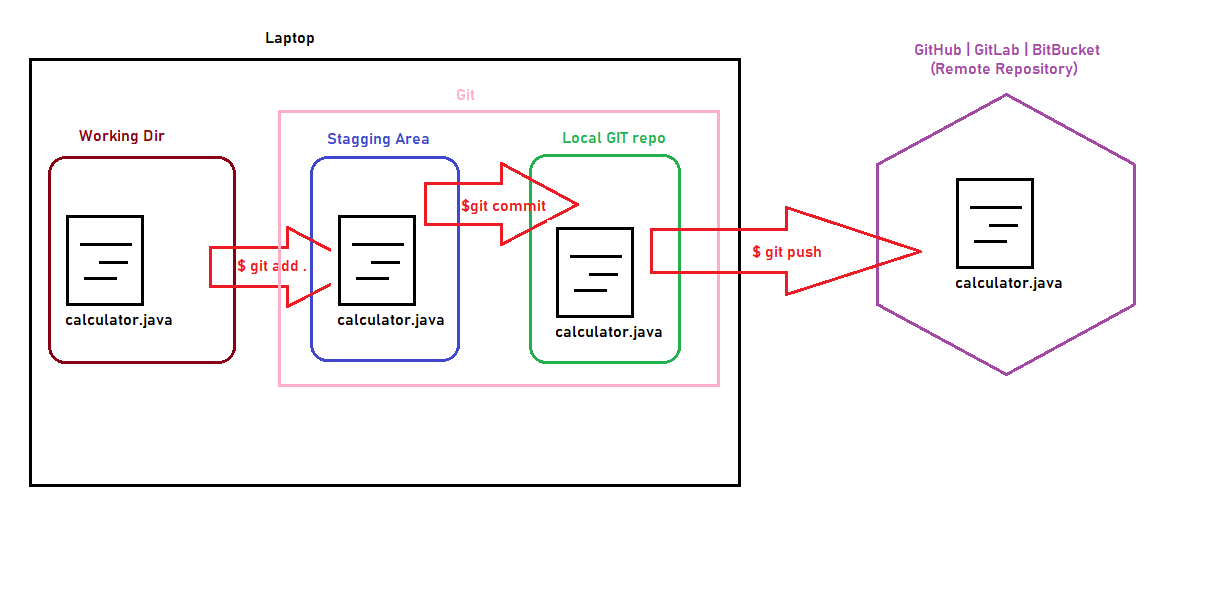 Laptop
GitHub | GitLab | BitBucket
(Remote Repository)
Git
Working Dir
Stagging Area
Local GIT repo
$git commit
$ git add .
$ git push
calculator.java
calculator.java
calculator.java
calculator.java